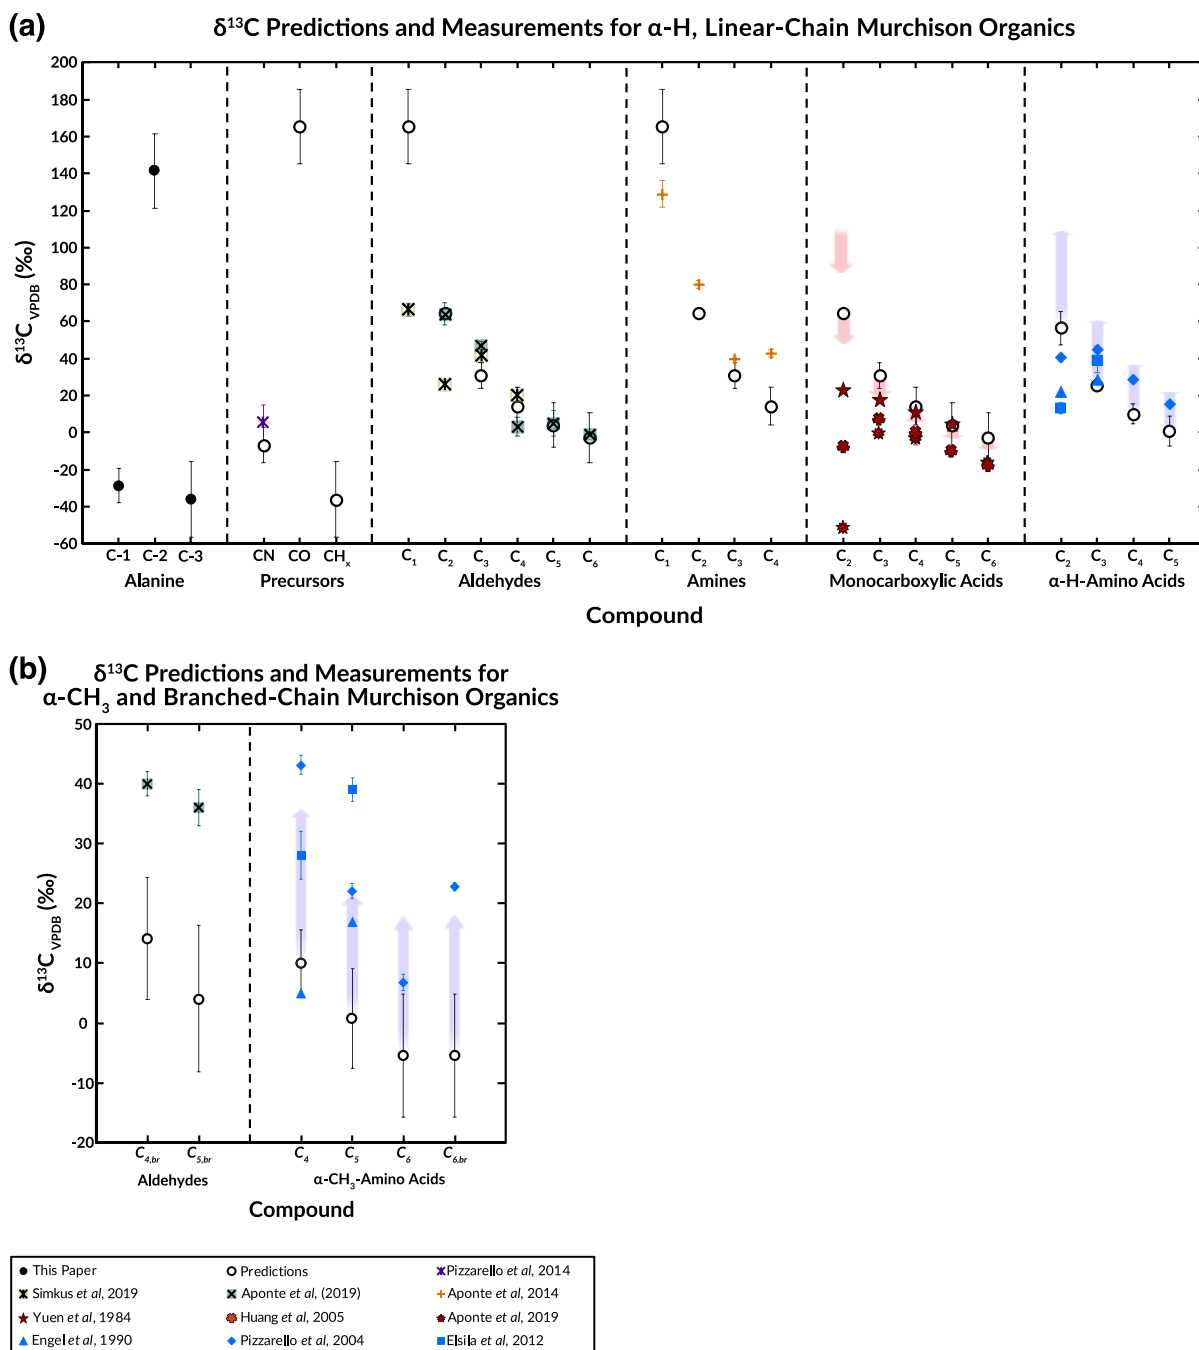 (a) δ¹³C Predictions and Measurements for α-H, Linear-Chain Murchison Organics
200
180
160
140
120
100
80
60
40
20
0
-20
-40
-60
δ¹³C VPDB (‰)
C-1 C-2 C-3 CN CO CHₓ C₁ C₂ C₃ C₄ C₅ C₆ C₁ C₂ C₃ C₄ C₂ C₃ C₄ C₅ C₆ C₂ C₃ C₄ C₅
Alanine Precursors Aldehydes Amines Monocarboxylic Acids α-H-Amino Acids
Compound
(b) δ¹³C Predictions and Measurements for
α-CH₃ and Branched-Chain Murchison Organics
50
40
30
20
10
0
-10
-20
δ¹³C VPDB (‰)
C4,br C5,br C₄ C₅ C₆ C6,br
Aldehydes α-CH₃-Amino Acids
Compound
This Paper Predictions Pizzarello et al, 2014
Simkus et al, 2019 Aponte et al, (2019) Aponte et al, 2014
Yuen et al, 1984 Huang et al, 2005 Aponte et al, 2019
Engel et al, 1990 Pizzarello et al, 2004 Elsila et al, 2012